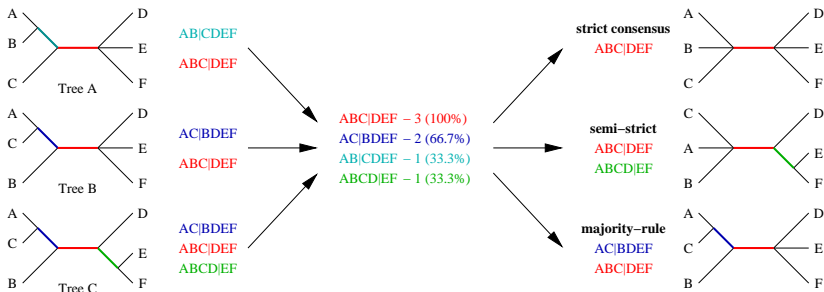 A
B
C
D
E
F
Tree A
AB|CDEF
ABC|DEF
A
C
B
D
E
F
Tree B
AC|BDEF
ABC|DEF
A
C
B
D
E
F
Tree C
AC|BDEF
ABC|DEF
ABCD|EF
ABC|DEF − 3 (100%)
AC|BDEF − 2 (66.7%)
AB|CDEF − 1 (33.3%)
ABCD|EF − 1 (33.3%)
strict consensus
ABC|DEF
A
B
C
D
E
F
semi−strict
ABC|DEF
ABCD|EF
C
A
B
D
E
F
majority−rule
AC|BDEF
ABC|DEF
A
C
B
D
E
F